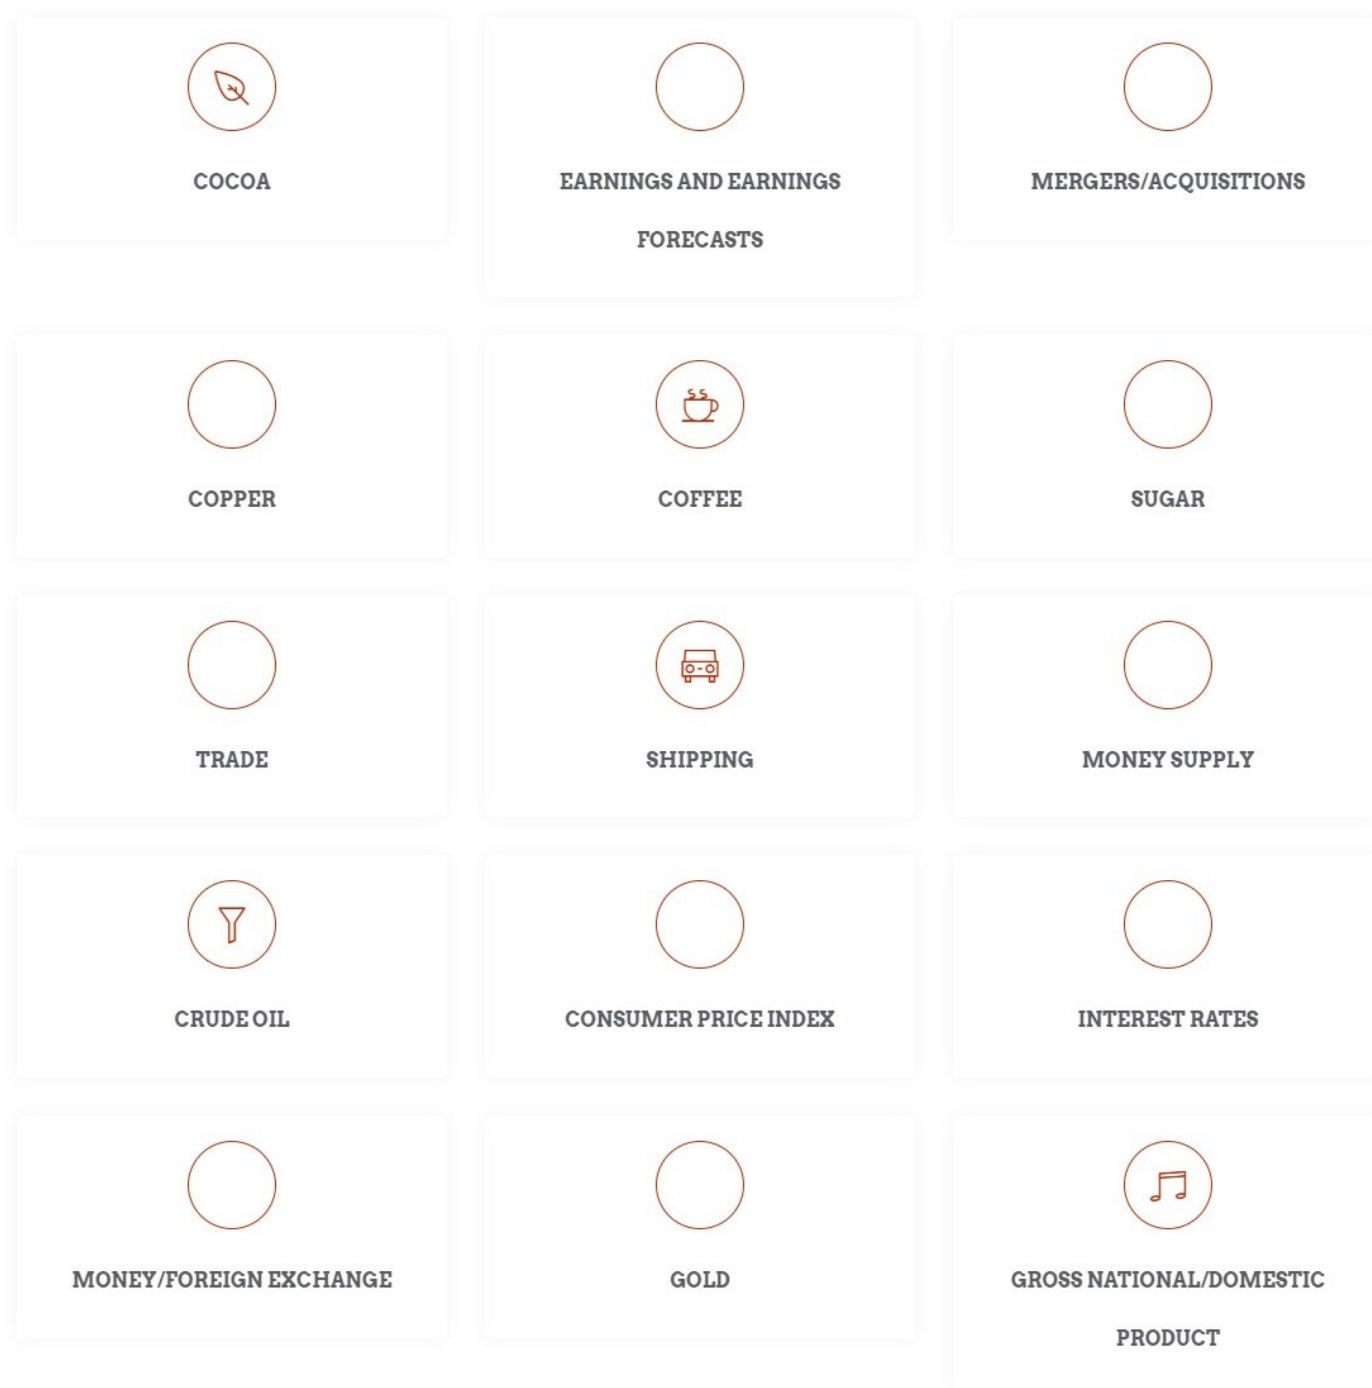 COCOA
EARNINGS AND EARNINGS
FORECASTS
MERGERS/ACQUISITIONS
COPPER
COFFEE
SUGAR
TRADE
SHIPPING
MONEY SUPPLY
CRUDE OIL
CONSUMER PRICE INDEX
INTEREST RATES
MONEY/FOREIGN EXCHANGE
GOLD
GROSS NATIONAL/DOMESTIC
PRODUCT